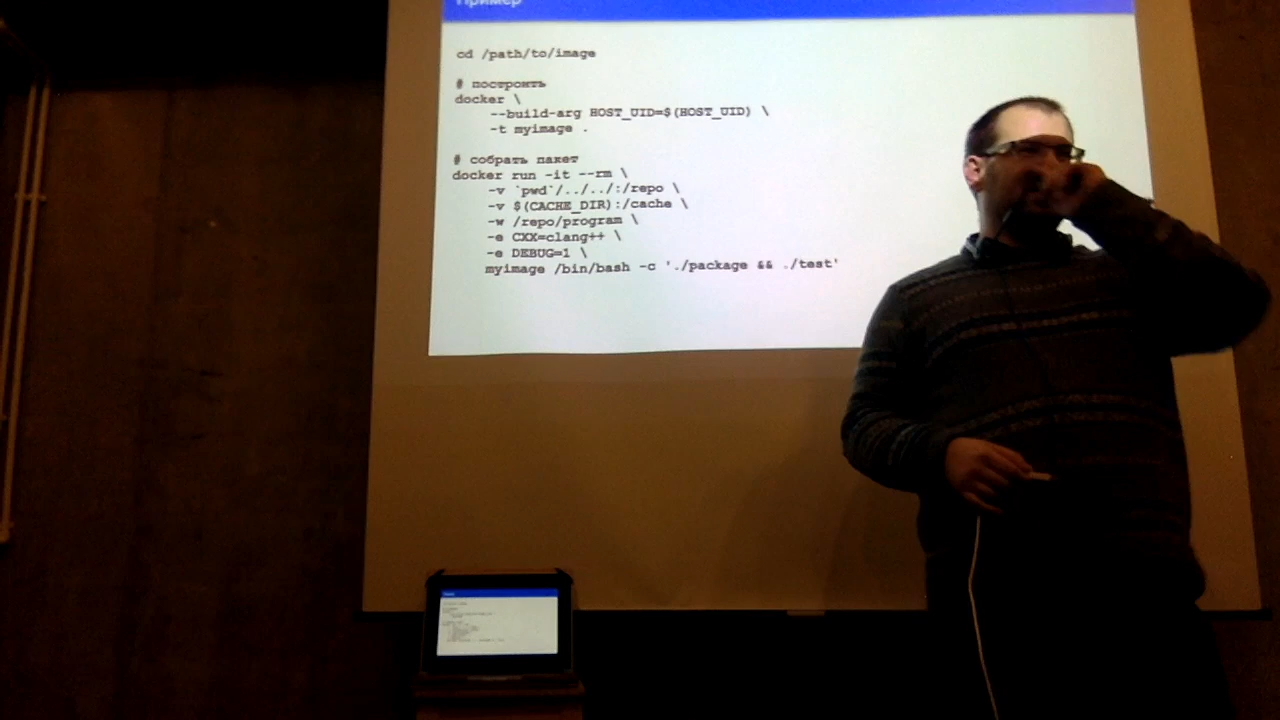 Пример
cd /path/to/image
# построить
docker \
--build-arg HOST_UID=$(HOST_UID) \
-t myimage .
# собрать пакет
docker run -it --rm \
-v `pwd`/../../:/repo \
-v $(CACHE_DIR):/cache \
-w /repo/program \
-e CXX=clang++ \
-e DEBUG=1 \
myimage /bin/bash -c './package && ./test'